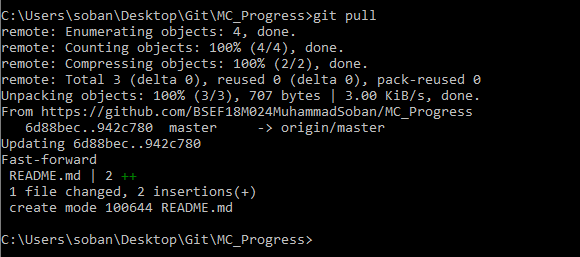 C:\Users\soban\Desktop\Git\MC_Progress>git pull
remote: Enumerating objects: 4, done.
remote: Counting objects: 100% (4/4), done.
remote: Compressing objects: 100% (2/2), done.
remote: Total 3 (delta 0), reused 0 (delta 0), pack-reused 0
Unpacking objects: 100% (3/3), 707 bytes | 3.00 KiB/s, done.
From https://github.com/BSEF18M024MuhammadSoban/MC_Progress
   6d88bec..942c780  master     -> origin/master
Updating 6d88bec..942c780
Fast-forward
 README.md | 2 ++
 1 file changed, 2 insertions(+)
 create mode 100644 README.md
C:\Users\soban\Desktop\Git\MC_Progress>